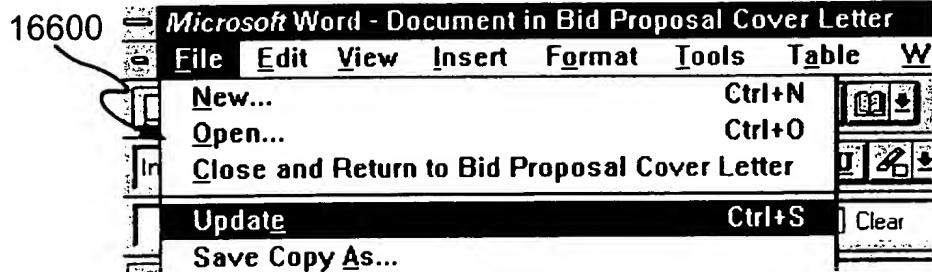 16600
Microsoft Word - Document in Bid Proposal Cover Letter
File Edit View Insert Format Tools Table W
New... Ctrl+N
Open... Ctrl+O
Close and Return to Bid Proposal Cover Letter
Update Ctrl+S
Clear
Save Copy As...